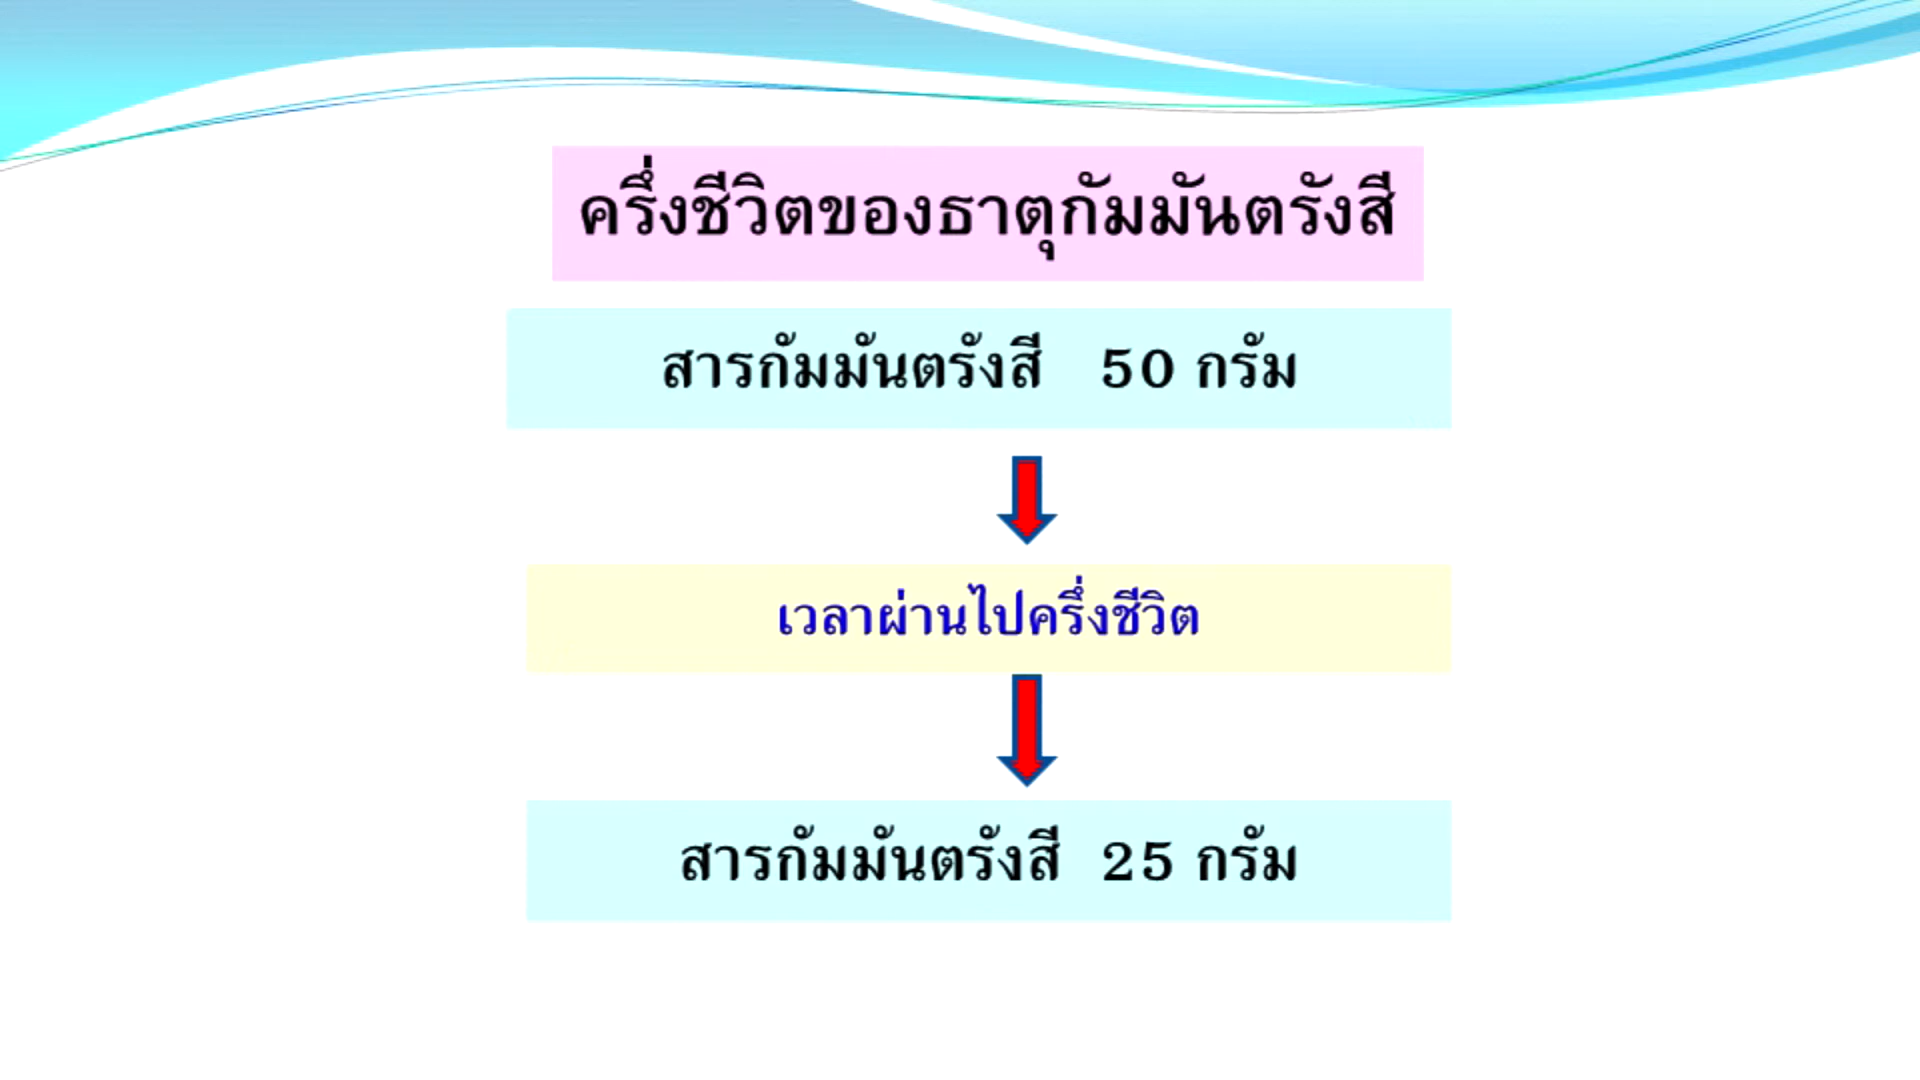 ครึ่งชีวิตของธาตุกัมมันตรังสี
สารกัมมันตรังสี 50 กรัม
เวลาผ่านไปครึ่งชีวิต
สารกัมมันตรังสี 25 กรัม